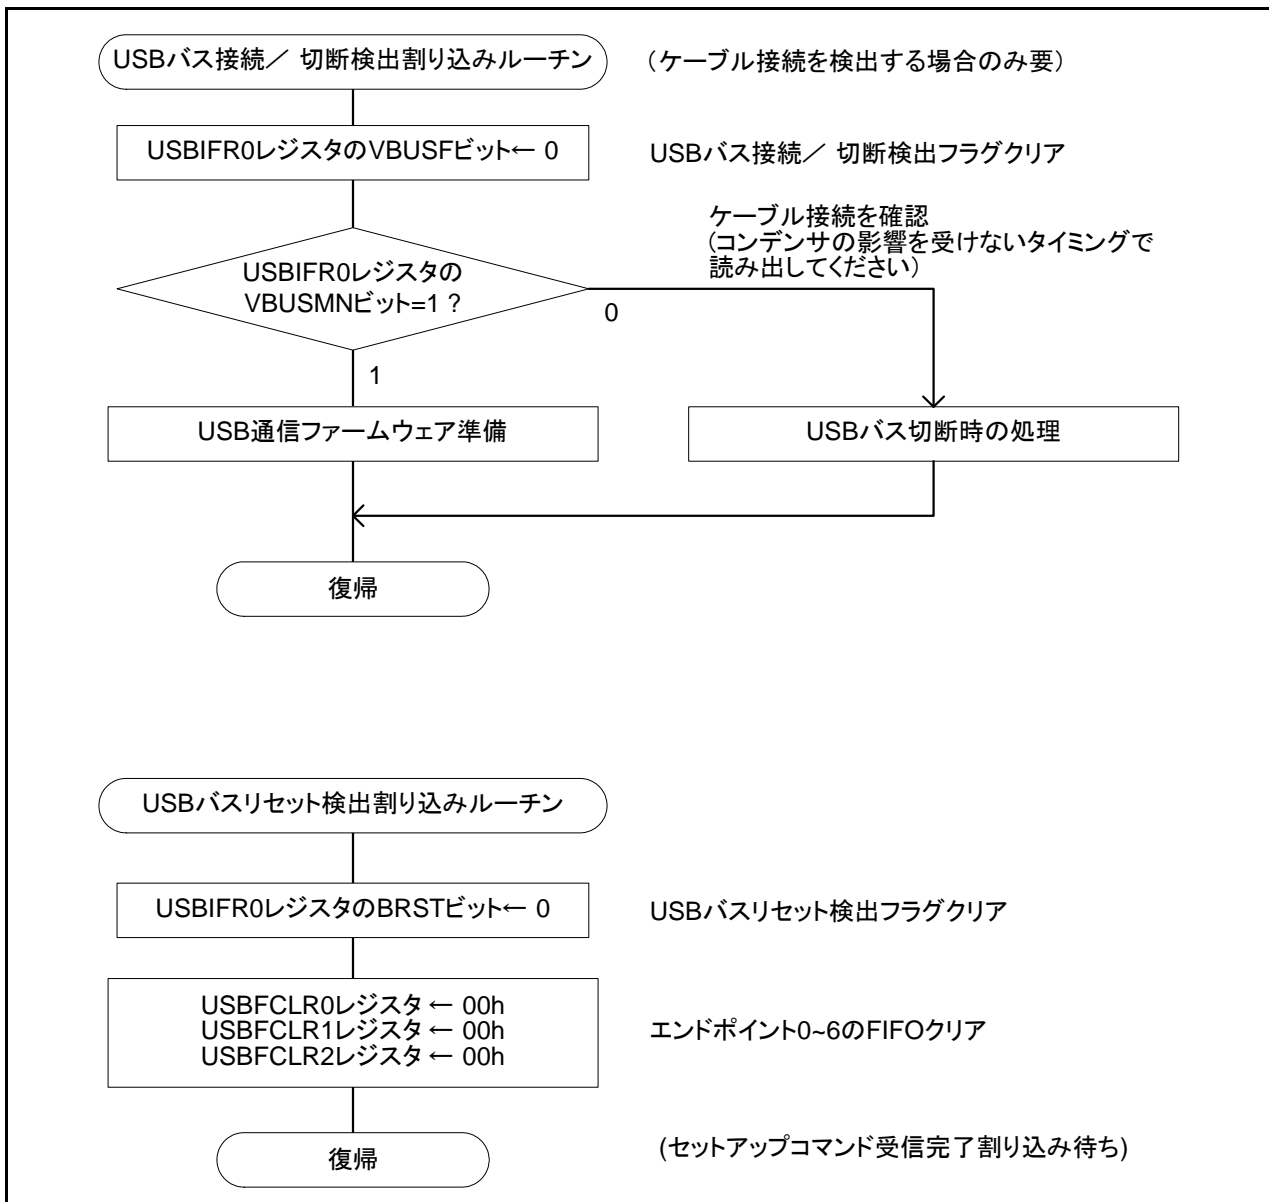 USBバス接続／ 切断検出割り込みルーチン
（ケーブル接続を検出する場合のみ要）
USBIFR0レジスタのVBUSFビット← 0
USBバス接続／ 切断検出フラグクリア
ケーブル接続を確認
（コンデンサの影響を受けないタイミングで
読み出してください）
USBIFR0レジスタの
VBUSMNビット=1 ?
0
1
USB通信ファームウェア準備
USBバス切断時の処理
復帰
USBバスリセット検出割り込みルーチン
USBIFR0レジスタのBRSTビット← 0
USBバスリセット検出フラグクリア
USBFCLR0レジスタ ← 00h
USBFCLR1レジスタ ← 00h
USBFCLR2レジスタ ← 00h
エンドポイント0~6のFIFOクリア
復帰
(セットアップコマンド受信完了割り込み待ち)